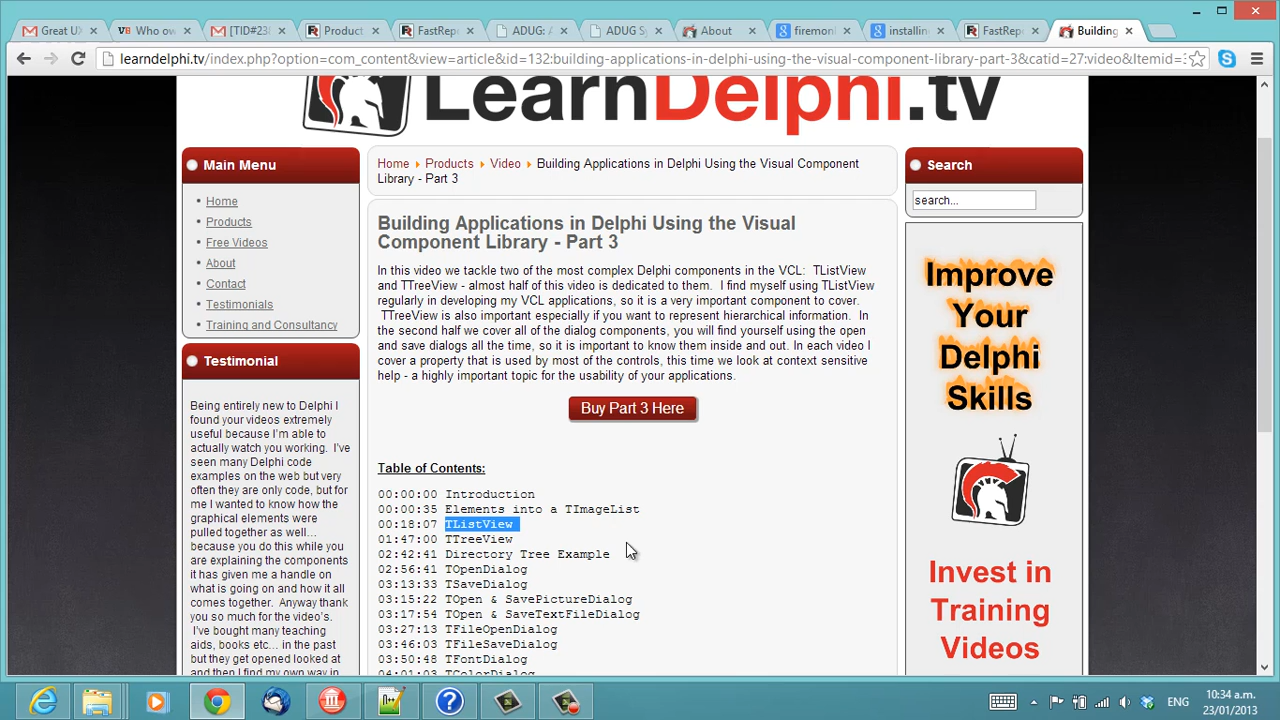 Great U
Who ow
[TID#23
Product
FastRep
ADUG: A
ADUG S
About
firemoni
installin
FastRep
Building
learndelphi.tv/index.php?option=com_content&view=article&id=132:building-applications-in-delphi-using-the-visual-component-library-part-3&catid=27:video&Itemid=
LearnDelphi.tv
Main Menu
Home
Products
Free Videos
About
Contact
Testimonials
Training and Consultancy
Testimonial
Being entirely new to Delphi I
found your videos extremely
useful because I'm able to
actually watch you working. I've
seen many Delphi code
examples on the web but very
often they are only code, but for
me I wanted to know how the
graphical elements were
pulled together as well...
because you do this while you
are explaining the components
it has given me a handle on
what is going on and how it all
comes together. Anyway thank
you so much for the video's.
I've bought many teaching
aids, books etc... in the past
but they get opened looked at
and then I find my own way in
Home Products Video Building Applications in Delphi Using the Visual Component
Library - Part 3
Building Applications in Delphi Using the Visual
Component Library - Part 3
In this video we tackle two of the most complex Delphi components in the VCL: TListView
and TTreeView - almost half of this video is dedicated to them. I find myself using TListView
regularly in developing my VCL applications, so it is a very important component to cover.
TTreeView is also important especially if you want to represent hierarchical information. In
the second half we cover all of the dialog components, you will find yourself using the open
and save dialogs all the time, so it is important to know them inside and out. In each video I
cover a property that is used by most of the controls, this time we look at context sensitive
help - a highly important topic for the usability of your applications.
Buy Part 3 Here
Table of Contents:
00:00:00 Introduction
00:00:35 Elements into a TImageList
00:18:07 TListView
01:47:00 TTreeView
02:42:41 Directory Tree Example
02:56:41 TOpenDialog
03:13:33 TSaveDialog
03:15:22 TOpen & SavePictureDialog
03:17:54 TOpen & SaveTextFileDialog
03:27:13 TFileOpenDialog
03:46:03 TFileSaveDialog
03:50:48 TFontDialog
04:01:03 TColorDialog
Search
search...
Improve
Your
Delphi
Skills
Invest in
Training
Videos
ENG
10:34 a.m.
23/01/2013